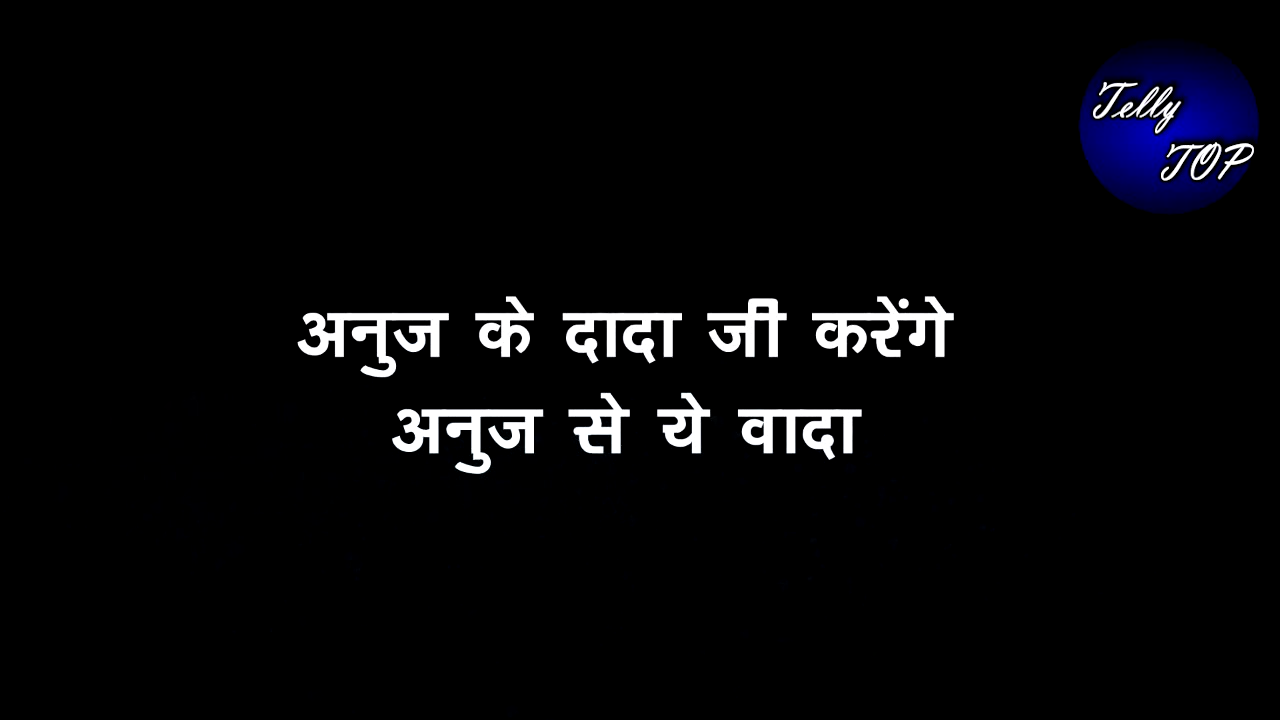 Telly
TOP
अनुज के दादा जी करेंगे
अनुज से ये वादा